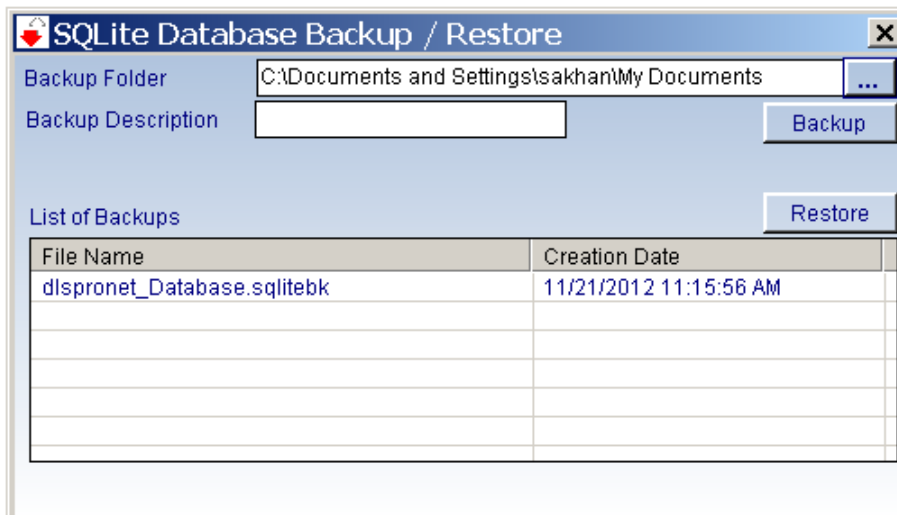 SQLite Database Backup / Restore
Backup Folder C:\Documents and Settings\sakhan\My Documents ...
Backup Description Backup
List of Backups Restore
File Name Creation Date
dlspronet_Database.sqlitebk 11/21/2012 11:15:56 AM